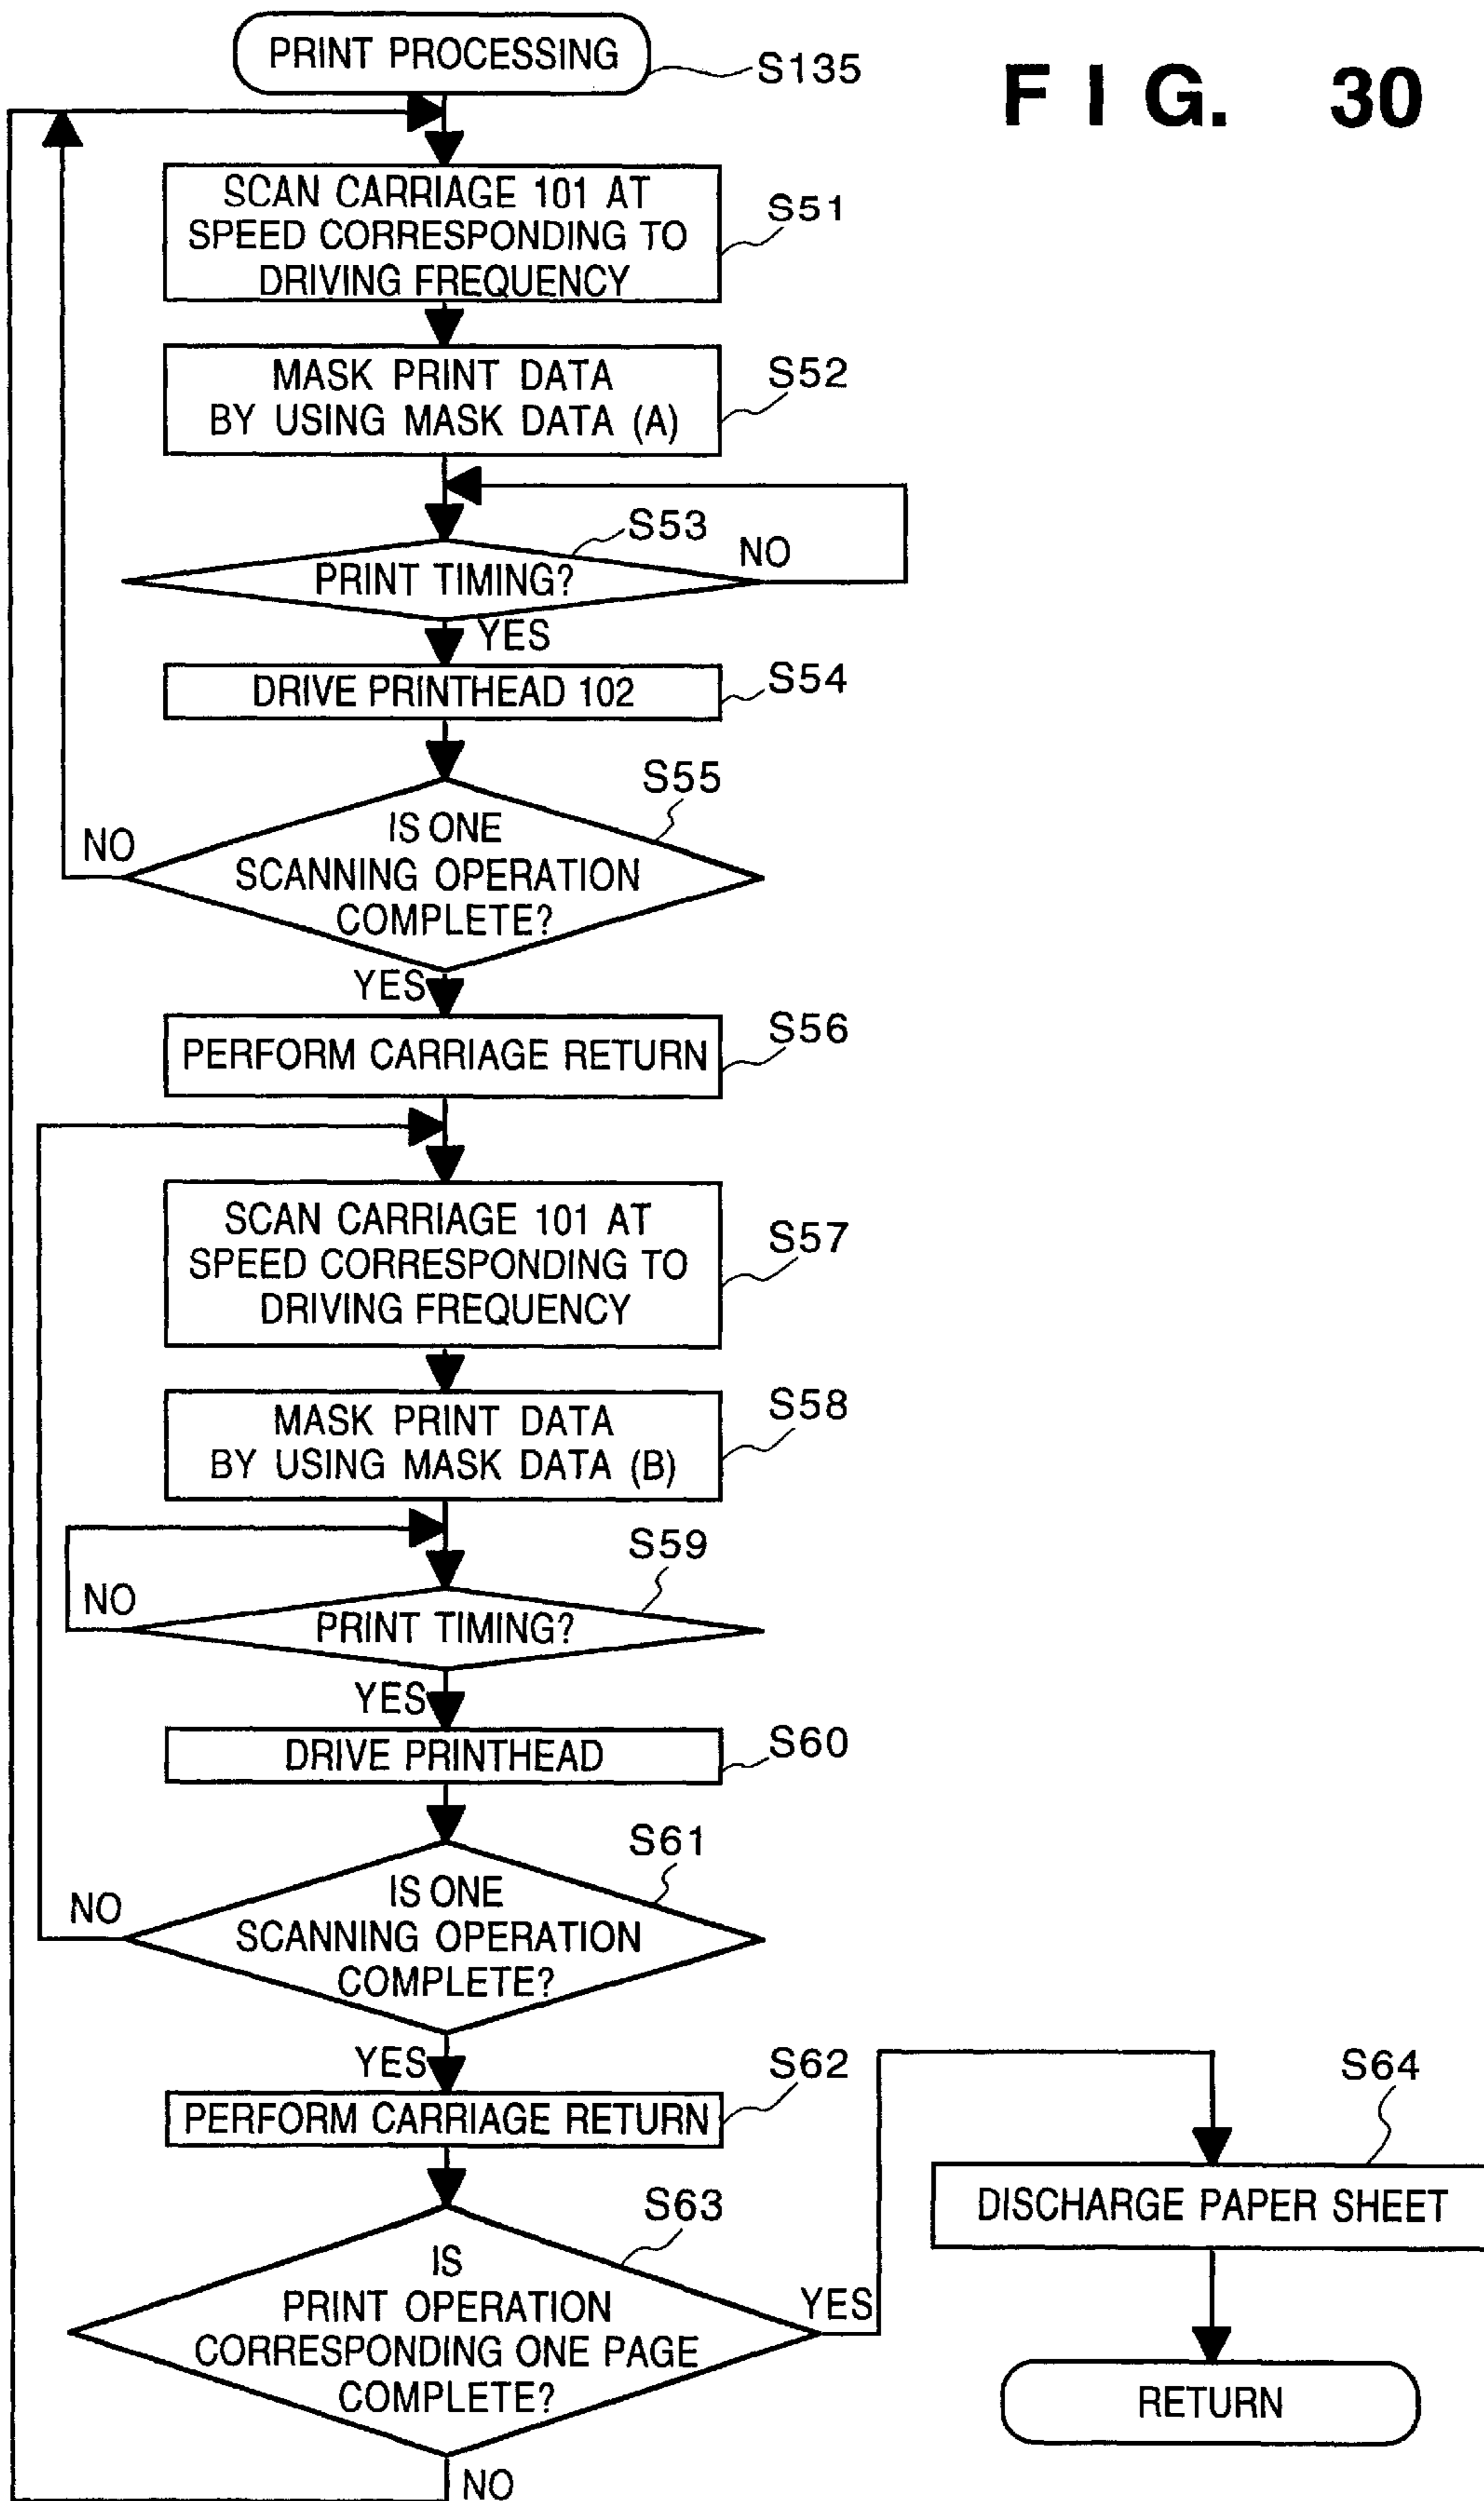 FIG. 30
PRINT PROCESSING
S135
SCAN CARRIAGE 101 AT
SPEED CORRESPONDING TO
DRIVING FREQUENCY
S51
MASK PRINT DATA
BY USING MASK DATA (A)
S52
S53
PRINT TIMING?
NO
YES
DRIVE PRINTHEAD 102
S54
S55
IS ONE
SCANNING OPERATION
COMPLETE?
NO
YES
PERFORM CARRIAGE RETURN
S56
SCAN CARRIAGE 101 AT
SPEED CORRESPONDING TO
DRIVING FREQUENCY
S57
MASK PRINT DATA
BY USING MASK DATA (B)
S58
S59
NO
PRINT TIMING?
YES
DRIVE PRINTHEAD
S60
S61
IS ONE
SCANNING OPERATION
COMPLETE?
NO
YES
PERFORM CARRIAGE RETURN
S62
S63
IS
PRINT OPERATION
CORRESPONDING ONE PAGE
COMPLETE?
YES
NO
S64
DISCHARGE PAPER SHEET
RETURN